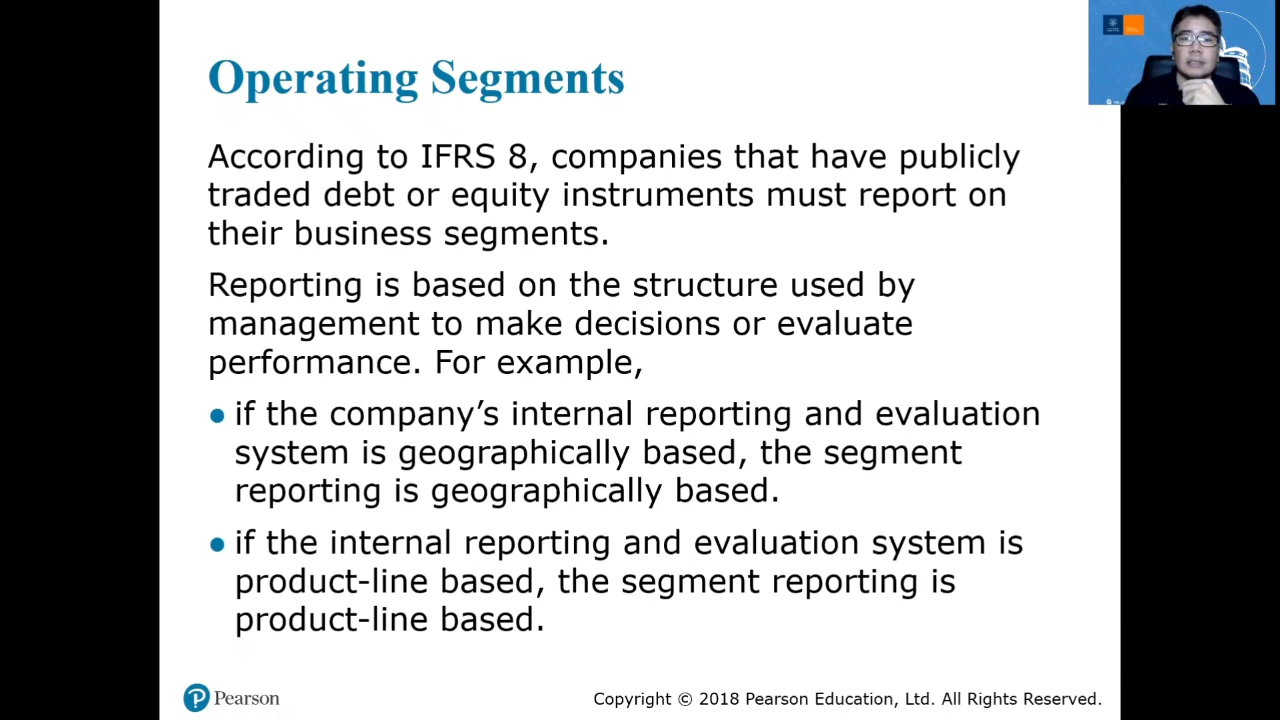 Operating Segments
According to IFRS 8, companies that have publicly
traded debt or equity instruments must report on
their business segments.
Reporting is based on the structure used by
management to make decisions or evaluate
performance. For example,
● if the company’s internal reporting and evaluation
system is geographically based, the segment
reporting is geographically based.
● if the internal reporting and evaluation system is
product-line based, the segment reporting is
product-line based.
Pearson
Copyright © 2018 Pearson Education, Ltd. All Rights Reserved.